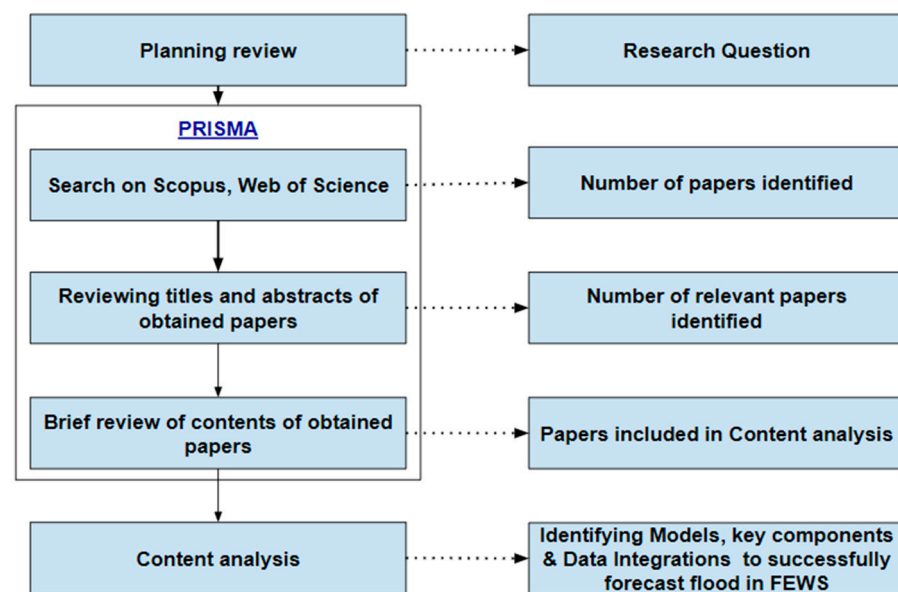 Planning review
Research Question
PRISMA
Search on Scopus, Web of Science
Number of papers identified
Reviewing titles and abstracts of
obtained papers
Number of relevant papers
identified
Brief review of contents of obtained
papers
Papers included in Content analysis
Content analysis
Identifying Models, key components
& Data Integrations to successfully
forecast flood in FEWS